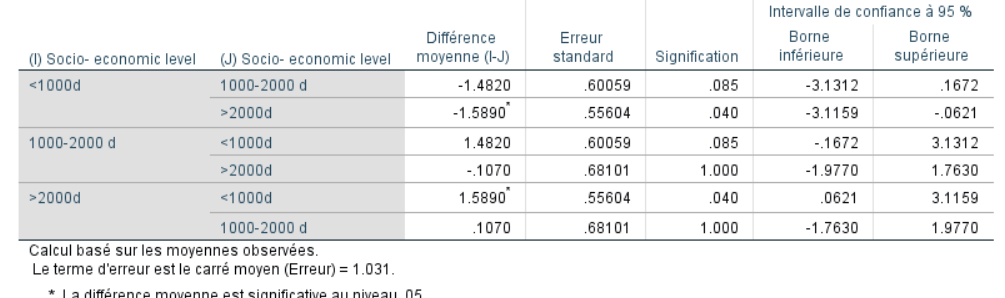 Intervalle de confiance à 95 %
(I) Socio- economic level (J) Socio- economic level Différence moyenne (I-J) Erreur standard Signification Borne inférieure Borne supérieure
<1000d 1000-2000 d -1.4820 .60059 .085 -3.1312 .1672
>2000d -1.5890* .55604 .040 -3.1159 -.0621
1000-2000 d <1000d 1.4820 .60059 .085 -.1672 3.1312
>2000d -.1070 .68101 1.000 -1.9770 1.7630
>2000d <1000d 1.5890* .55604 .040 .0621 3.1159
1000-2000 d .1070 .68101 1.000 -1.7630 1.9770
Calcul basé sur les moyennes observées.
Le terme d'erreur est le carré moyen (Erreur) = 1.031.
* La différence moyenne est significative au niveau .05